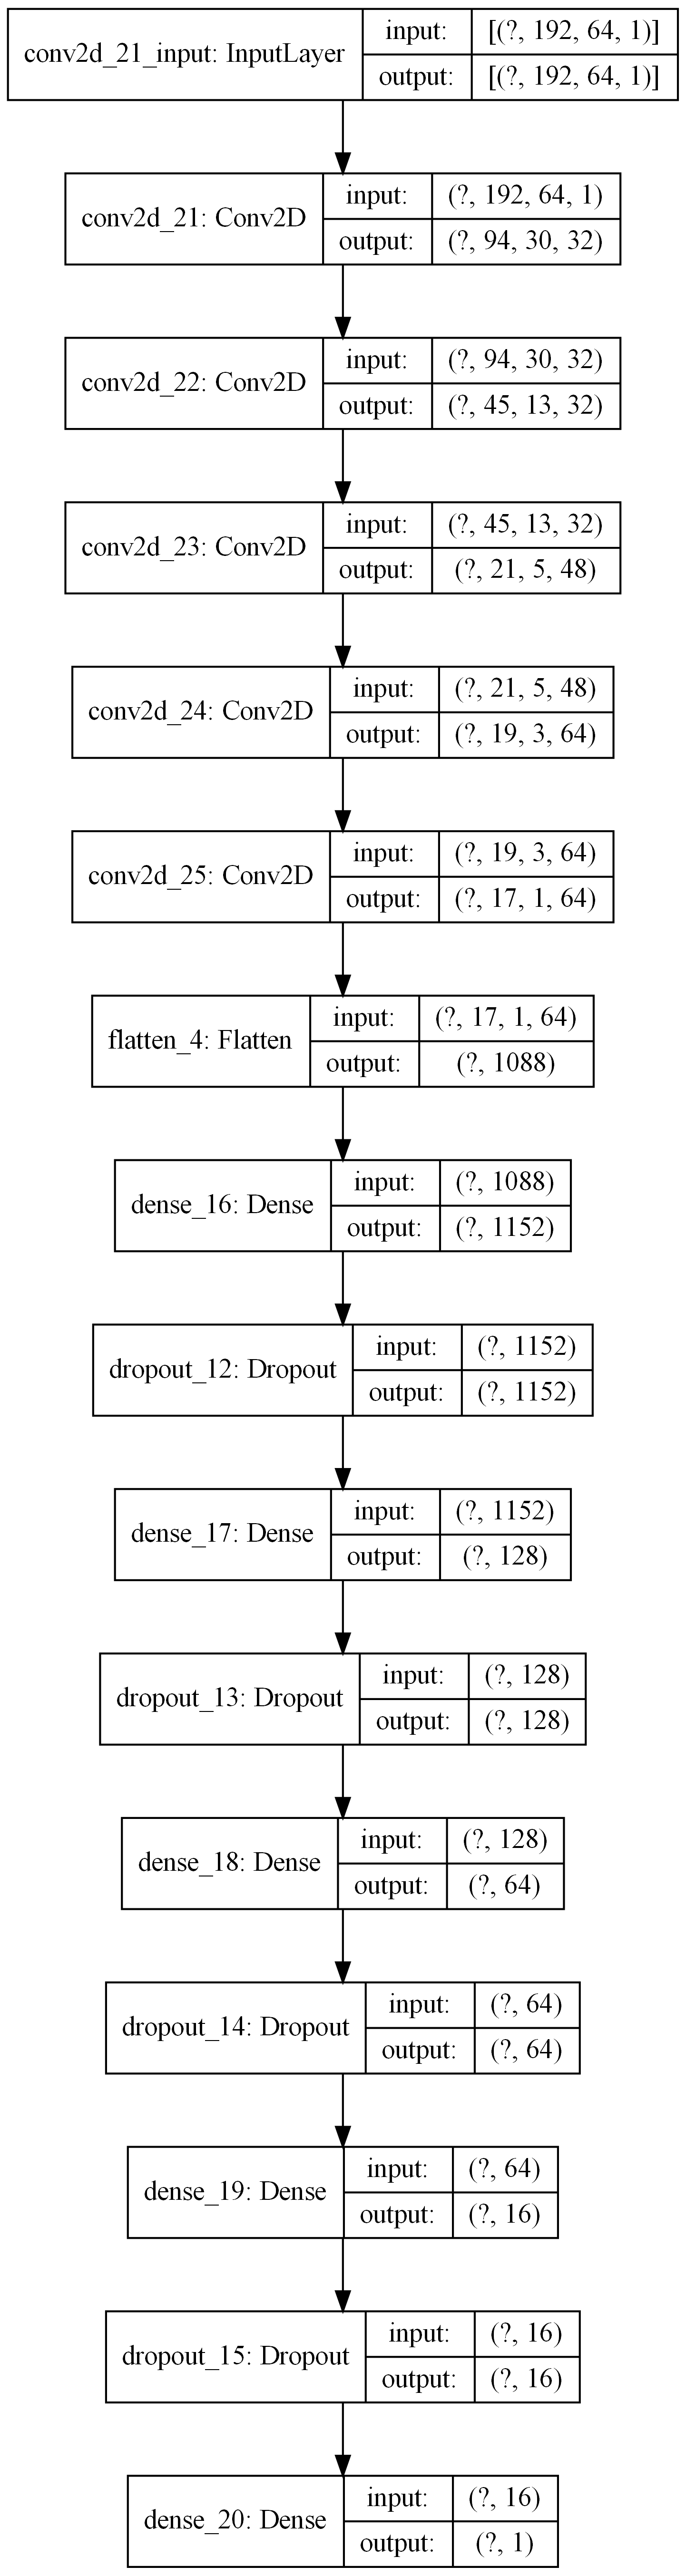 conv2d_21_input: InputLayer
input: [(?, 192, 64, 1)]
output: [(?, 192, 64, 1)]
conv2d_21: Conv2D
input: (?, 192, 64, 1)
output: (?, 94, 30, 32)
conv2d_22: Conv2D
input: (?, 94, 30, 32)
output: (?, 45, 13, 32)
conv2d_23: Conv2D
input: (?, 45, 13, 32)
output: (?, 21, 5, 48)
conv2d_24: Conv2D
input: (?, 21, 5, 48)
output: (?, 19, 3, 64)
conv2d_25: Conv2D
input: (?, 19, 3, 64)
output: (?, 17, 1, 64)
flatten_4: Flatten
input: (?, 17, 1, 64)
output: (?, 1088)
dense_16: Dense
input: (?, 1088)
output: (?, 1152)
dropout_12: Dropout
input: (?, 1152)
output: (?, 1152)
dense_17: Dense
input: (?, 1152)
output: (?, 128)
dropout_13: Dropout
input: (?, 128)
output: (?, 128)
dense_18: Dense
input: (?, 128)
output: (?, 64)
dropout_14: Dropout
input: (?, 64)
output: (?, 64)
dense_19: Dense
input: (?, 64)
output: (?, 16)
dropout_15: Dropout
input: (?, 16)
output: (?, 16)
dense_20: Dense
input: (?, 16)
output: (?, 1)